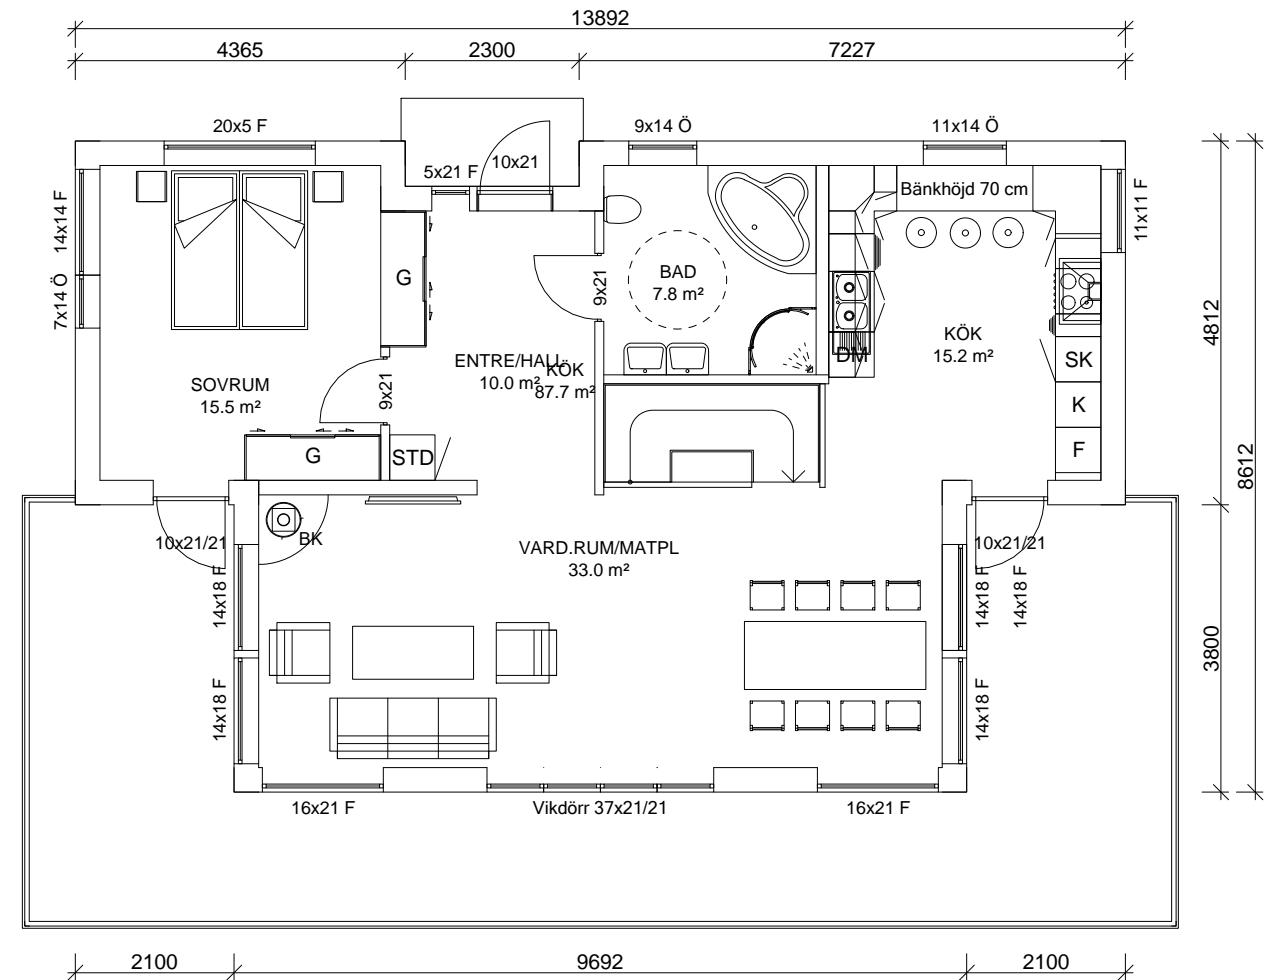 13892
4365 2300 7227
20x5 F
9x14 Ö
11x14 Ö
5x21 F
10x21
Bänkhöjd 70 cm
14x14 F
7x14 Ö
11x11 F
4812
8612
3800
G
9x21
BAD
7.8 m²
KÖK
15.2 m²
DM
SK
K
F
ENTRE/HALL
10.0 m²
KÖK
87.7 m²
SOVRUM
15.5 m²
9x21
G
STD
BK
10x21/21
VARD.RUM/MATPL
33.0 m²
10x21/21
14x18 F
14x18 F
14x18 F
14x18 F
14x18 F
16x21 F
Vikdörr 37x21/21
16x21 F
2100 9692 2100